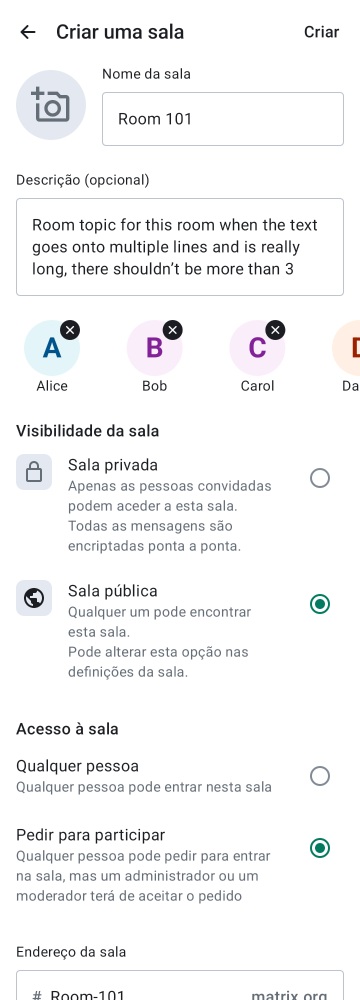 Criar uma sala
Criar
Nome da sala
Room 101
Descrição (opcional)
Room topic for this room when the text
goes onto multiple lines and is really
long, there shouldn’t be more than 3
A
B
C
Alice
Bob
Carol
Da
Visibilidade da sala
Sala privada
Apenas as pessoas convidadas
podem aceder a esta sala.
Todas as mensagens são
encriptadas ponta a ponta.
Sala pública
Qualquer um pode encontrar
esta sala.
Pode alterar esta opção nas
definições da sala.
Acesso à sala
Qualquer pessoa
Qualquer pessoa pode entrar nesta sala
Pedir para participar
Qualquer pessoa pode pedir para entrar
na sala, mas um administrador ou um
moderador terá de aceitar o pedido
Endereço da sala
# Room-101 matrix.org